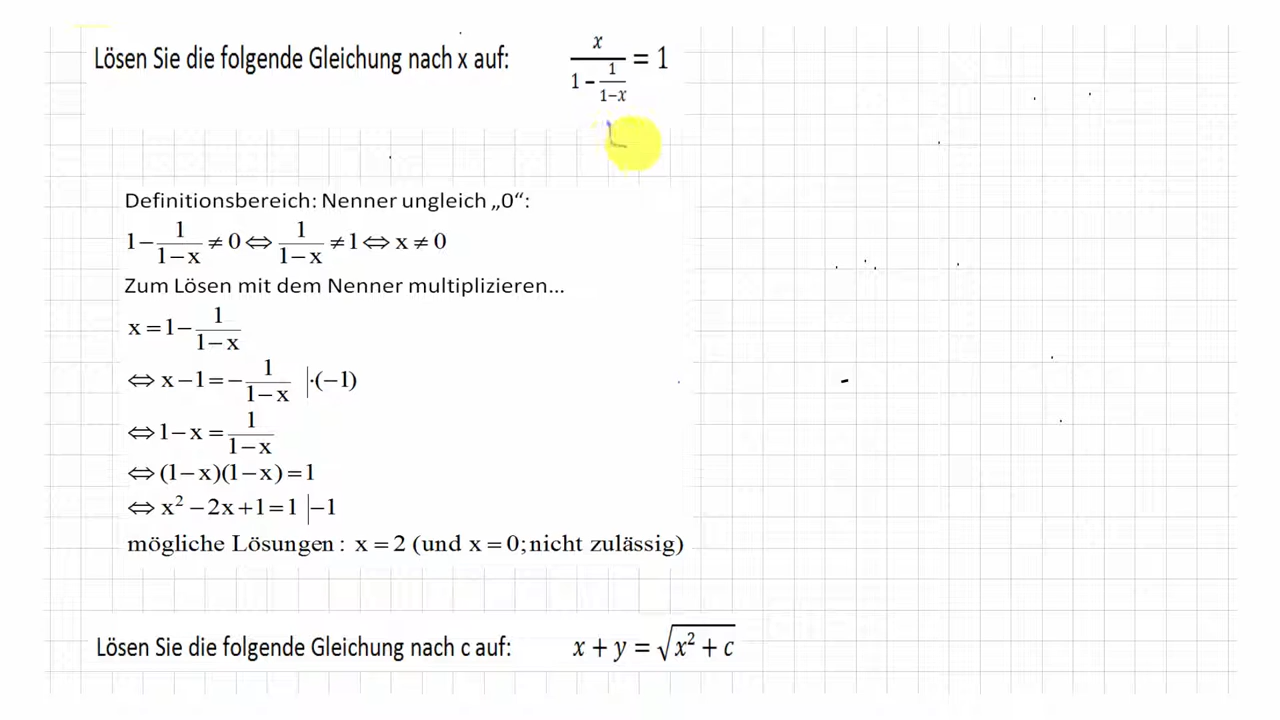 Lösen Sie die folgende Gleichung nach x auf: x/(1 - 1/(1-x)) = 1
Definitionsbereich: Nenner ungleich „0“:
1 - 1/(1-x) ≠ 0 ⇔ 1/(1-x) ≠ 1 ⇔ x ≠ 0
Zum Lösen mit dem Nenner multiplizieren...
x = 1 - 1/(1-x)
⇔ x - 1 = - 1/(1-x) |·(-1)
⇔ 1 - x = 1/(1-x)
⇔ (1-x)(1-x) = 1
⇔ x² - 2x + 1 = 1 |-1
mögliche Lösungen: x = 2 (und x = 0; nicht zulässig)
Lösen Sie die folgende Gleichung nach c auf: x + y = √(x² + c)